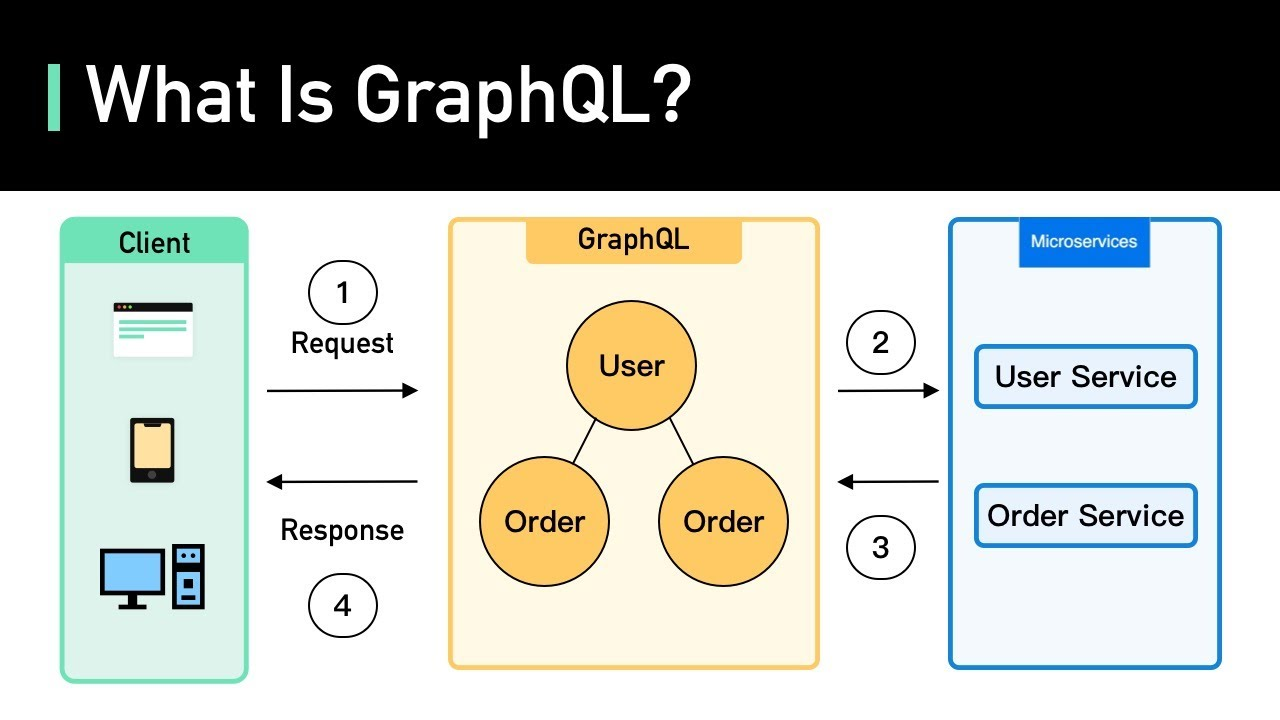 What Is GraphQL?
Client
1
Request
Response
4
GraphQL
User
Order
Order
2
3
Microservices
User Service
Order Service